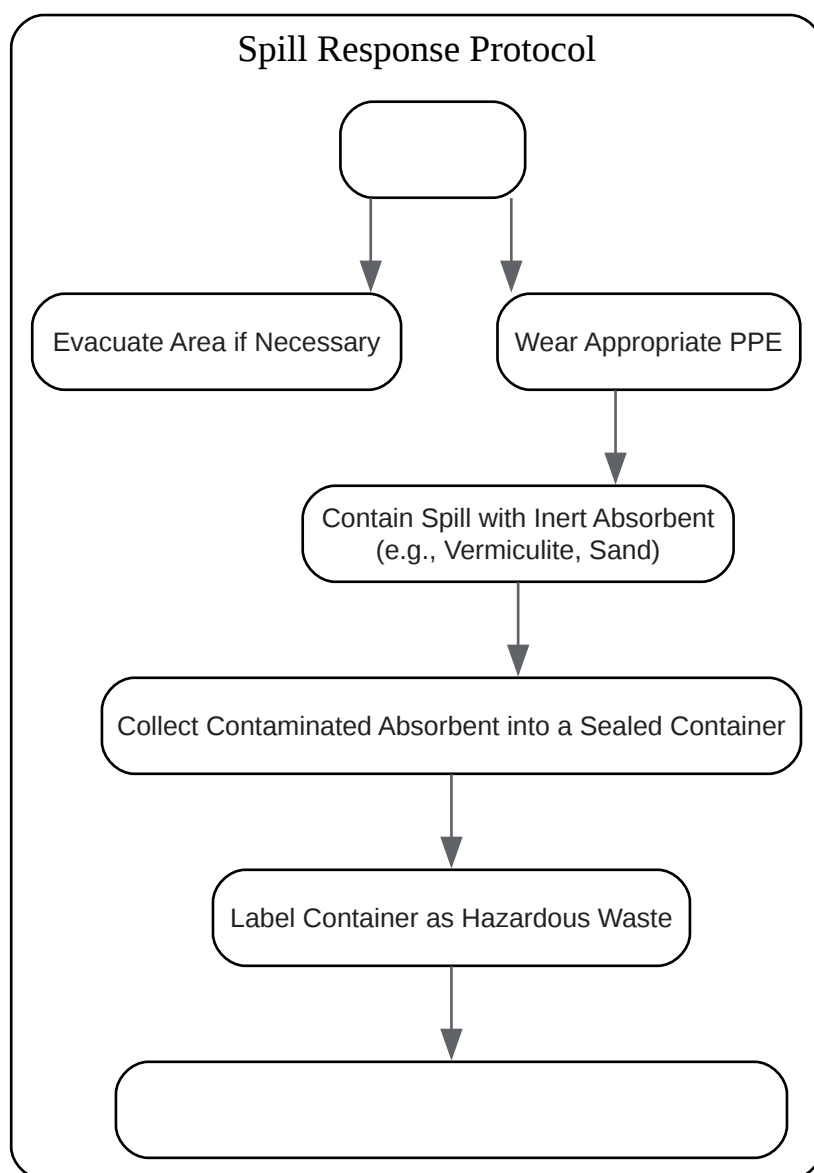 Spill Response Protocol
Evacuate Area if Necessary
Wear Appropriate PPE
Contain Spill with Inert Absorbent
(e.g., Vermiculite, Sand)
Collect Contaminated Absorbent into a Sealed Container
Label Container as Hazardous Waste